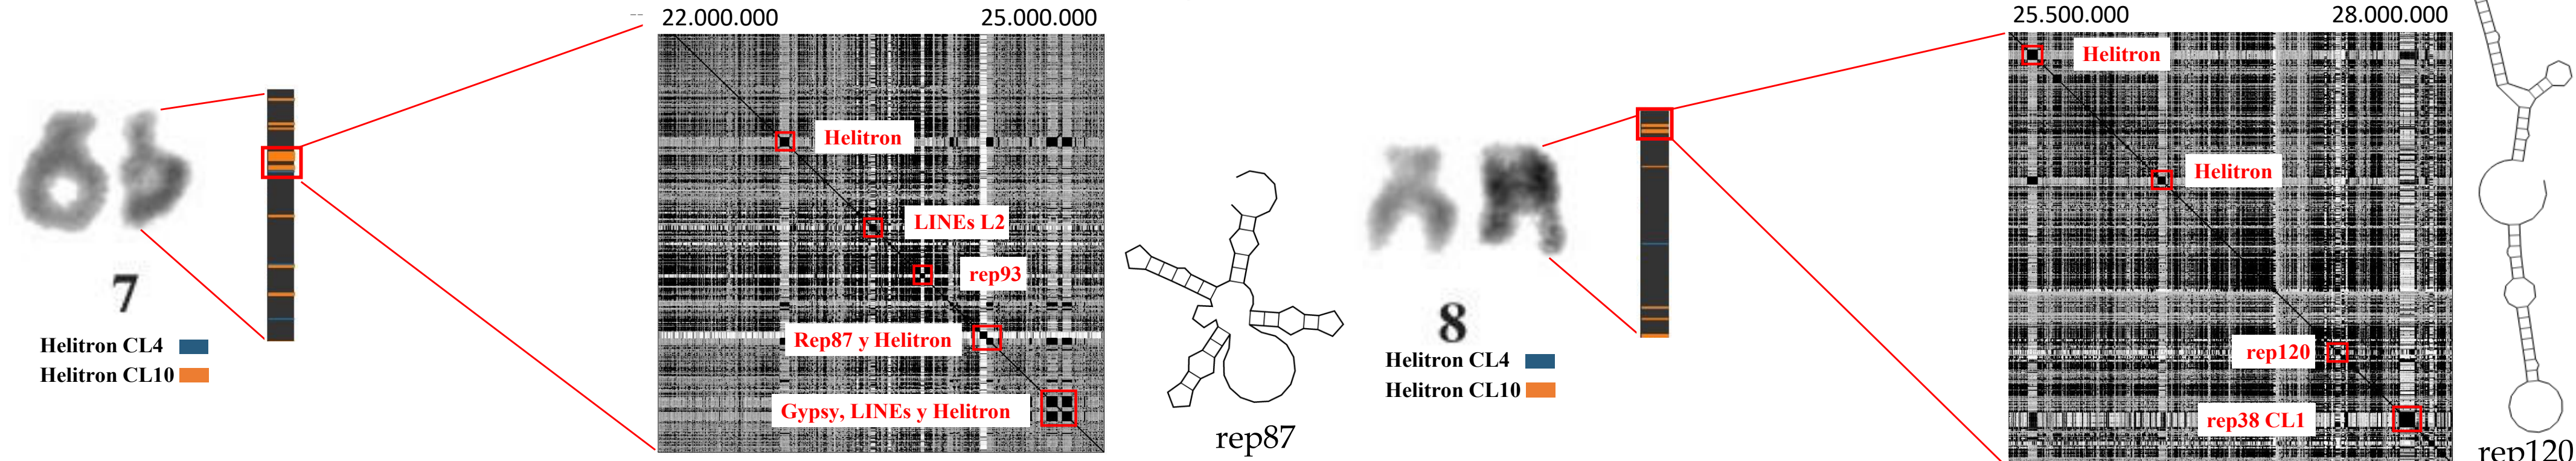 22.000.000 25.000.000
Helitron
LINEs L2
rep93
Rep87 y Helitron
Gypsy, LINEs y Helitron
7
Helitron CL4
Helitron CL10
rep87
25.500.000 28.000.000
Helitron
Helitron
rep120
rep38 CL1
8
Helitron CL4
Helitron CL10
rep120